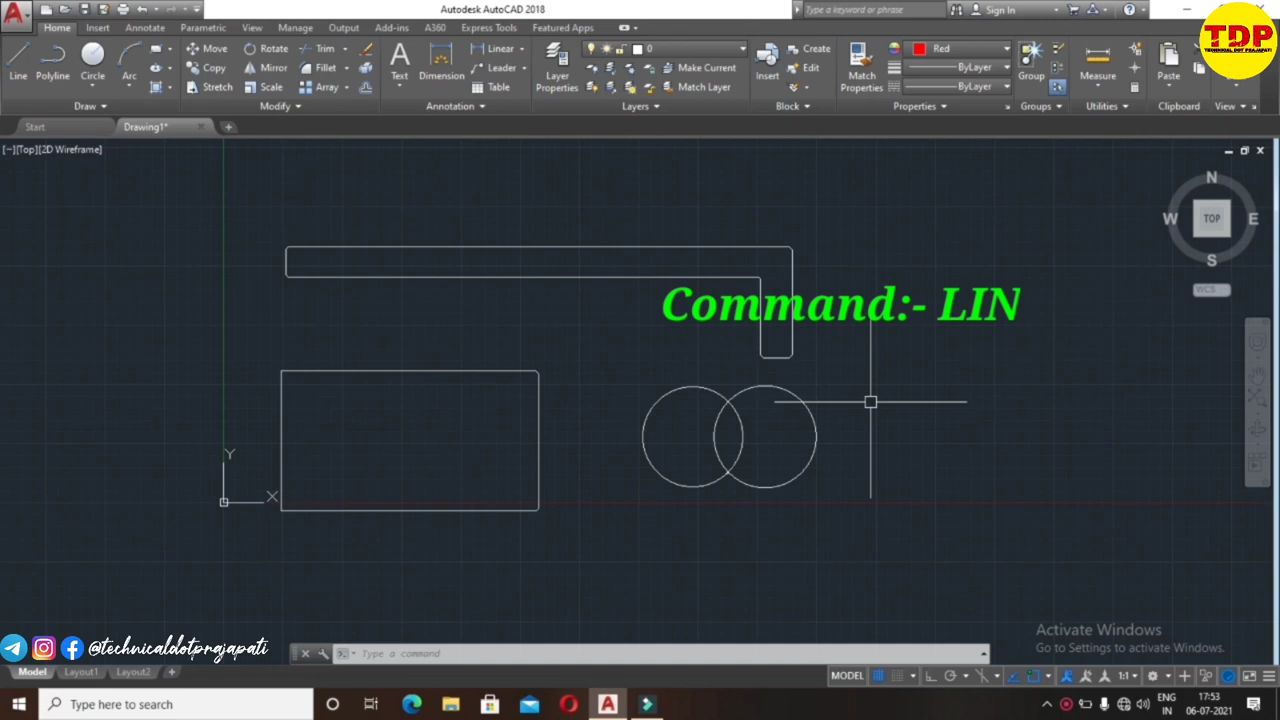 Autodesk AutoCAD 2018
Type a keyword or phrase
Sign In
TDP
TECHNICAL DOT PRAJAPATI
Home
Insert
Annotate
Parametric
View
Manage
Output
Add-ins
A360
Express Tools
Featured Apps
Line
Polyline
Circle
Arc
Move
Rotate
Trim
Copy
Mirror
Fillet
Stretch
Scale
Array
Text
Dimension
Linear
Leader
Table
Layer
Properties
0
Make Current
Match Layer
Insert
Create
Edit
Match
Properties
Red
ByLayer
ByLayer
Group
Measure
Paste
Draw
Modify
Annotation
Layers
Block
Properties
Groups
Utilities
Clipboard
View
Start
Drawing1*
[−][Top][2D Wireframe]
N
W
TOP
E
S
WCS
Command:- LIN
Y
X
Activate Windows
Go to Settings to activate Windows.
@technicaldotprajapati
Type a command
Model
Layout1
Layout2
MODEL
1:1
Type here to search
ENG
IN
17:53
06-07-2021